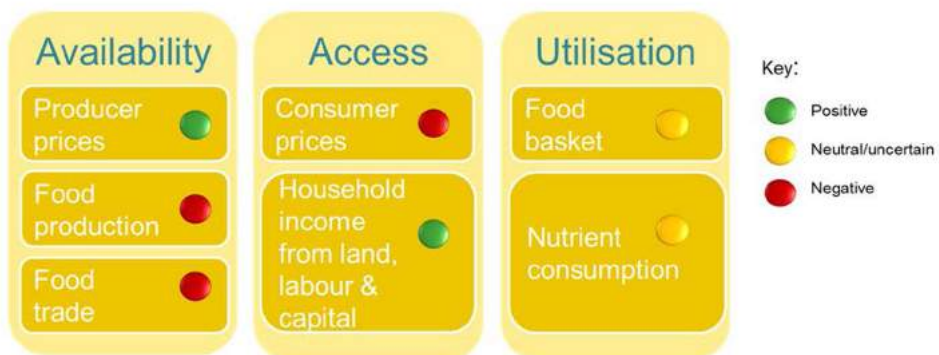 Availability
Producer
prices
Food
production
Food
trade
Access
Consumer
prices
Household
income
from land,
labour &
capital
Utilisation
Food
basket
Nutrient
consumption
Key:
Positive
Neutral/uncertain
Negative